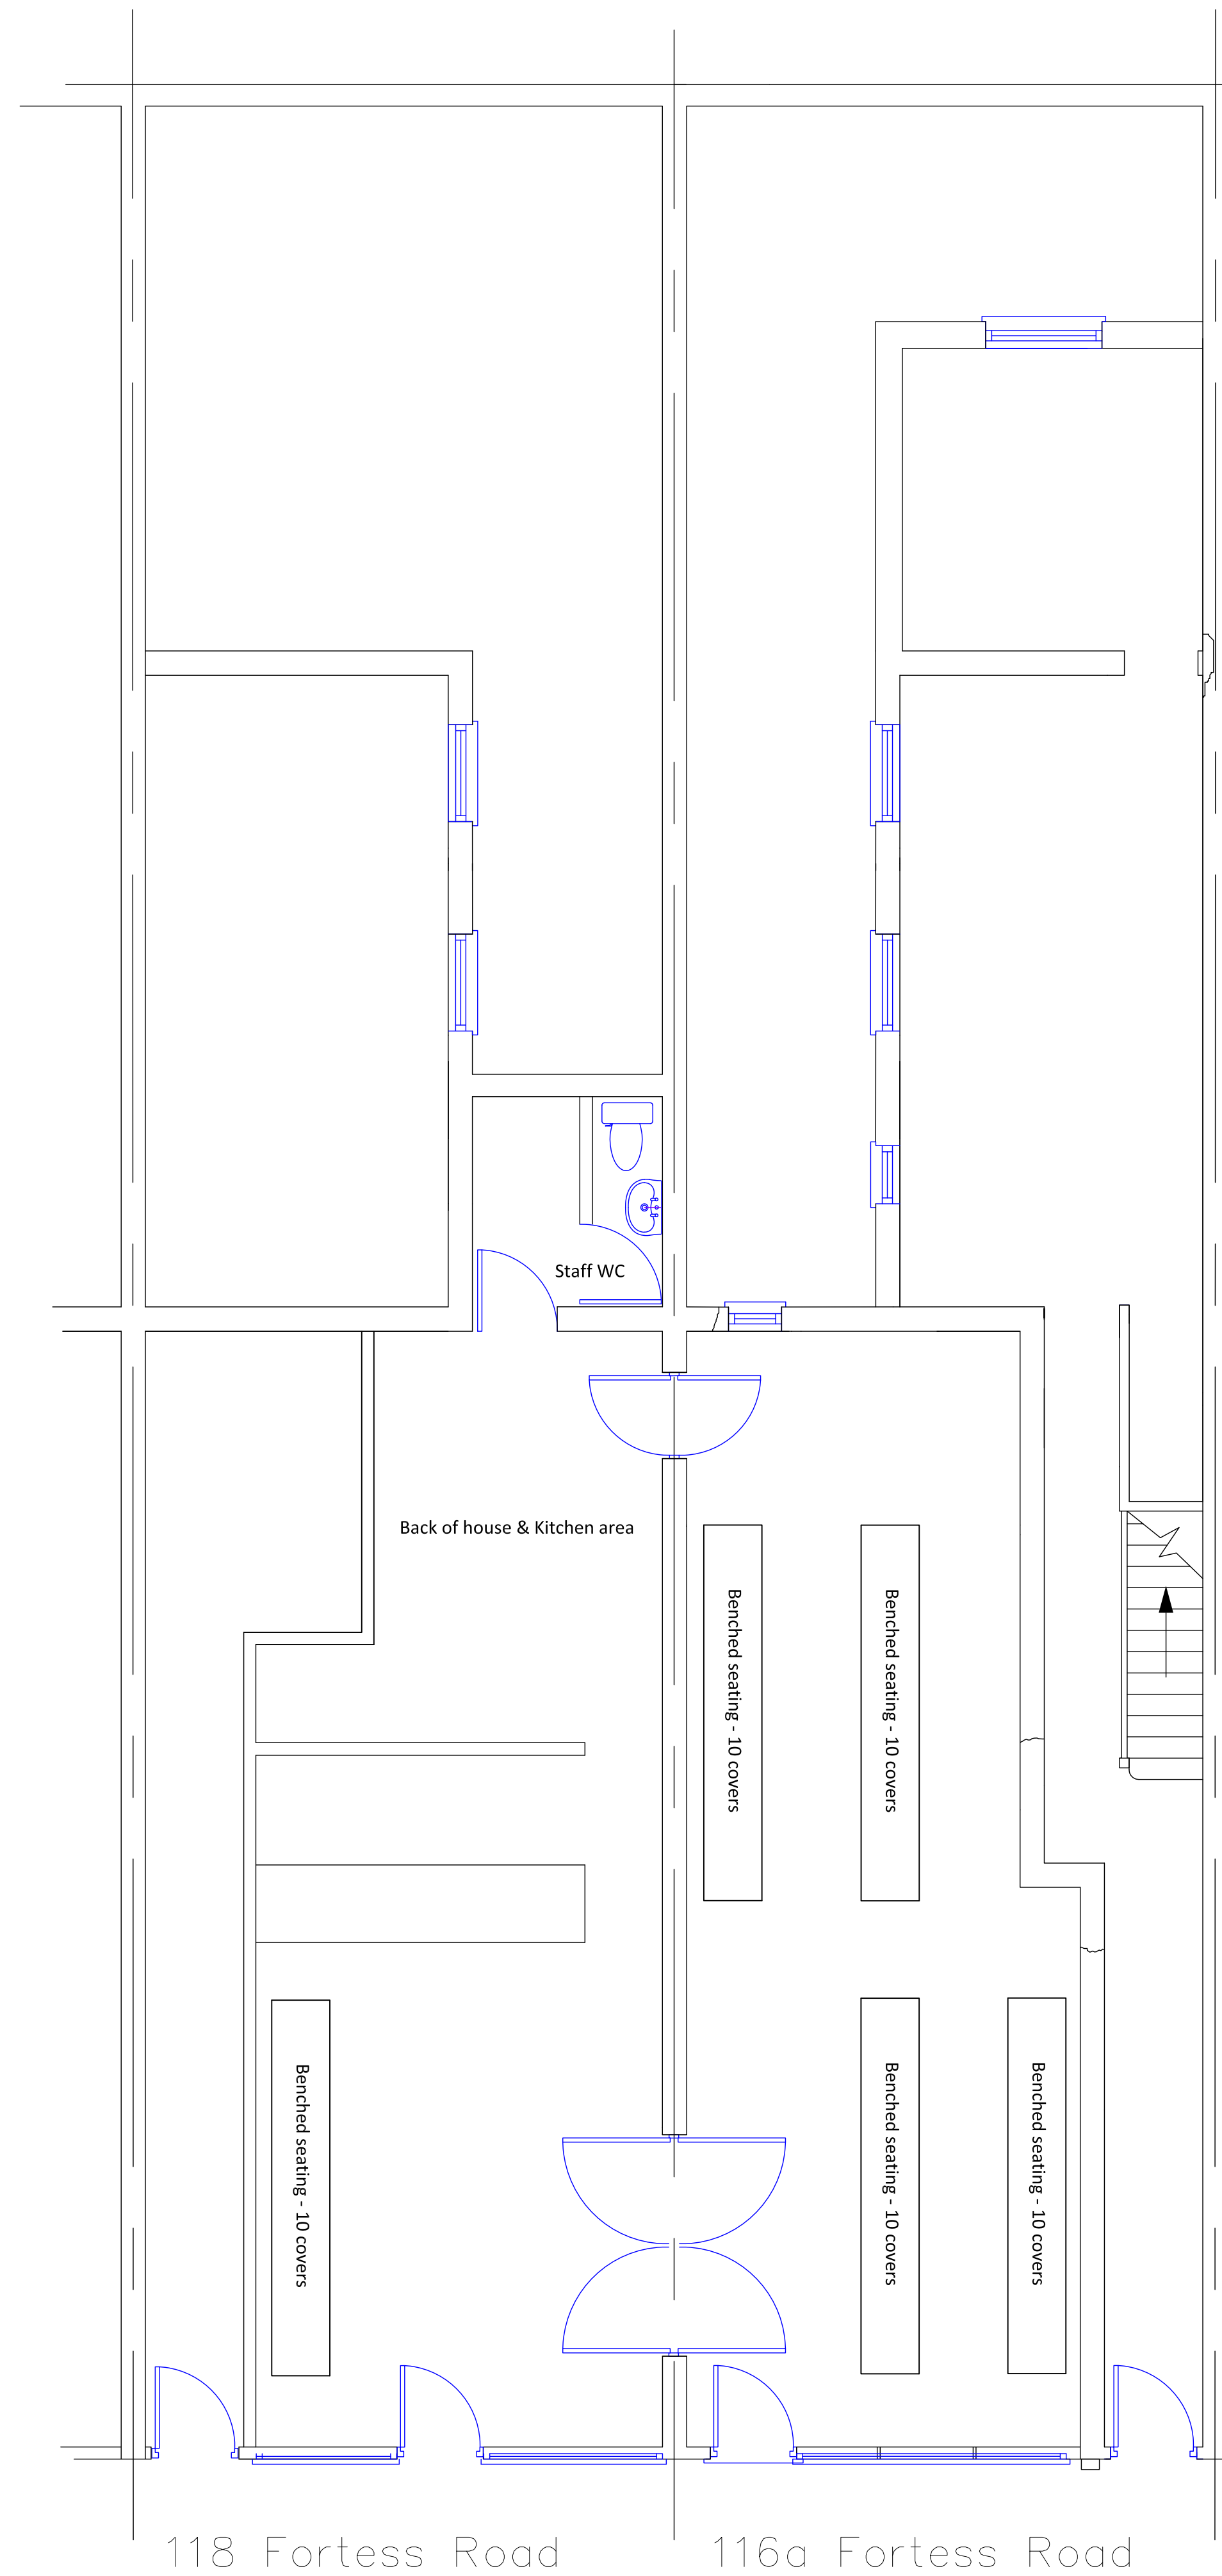 Staff WC
Back of house & Kitchen area
Benched seating - 10 covers
Benched seating - 10 covers
Benched seating - 10 covers
Benched seating - 10 covers
Benched seating - 10 covers
118 Fortess Road
116a Fortess Road